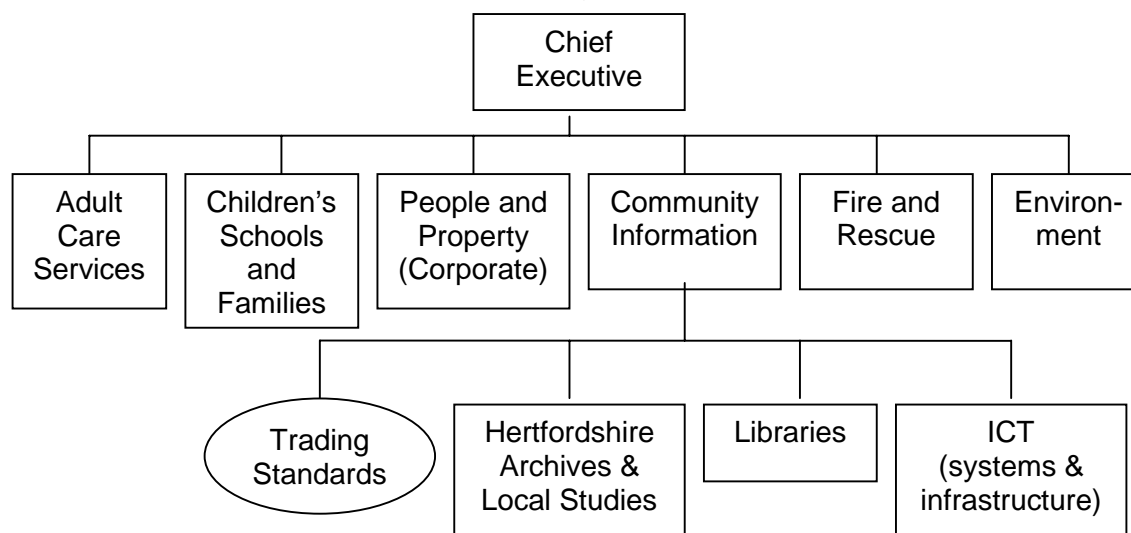 Chief
Executive
Adult
Care
Services
Children's
Schools
and
Families
People and
Property
(Corporate)
Community
Information
Fire and
Rescue
Environ-
ment
Trading
Standards
Hertfordshire
Archives &
Local Studies
Libraries
ICT
(systems &
infrastructure)